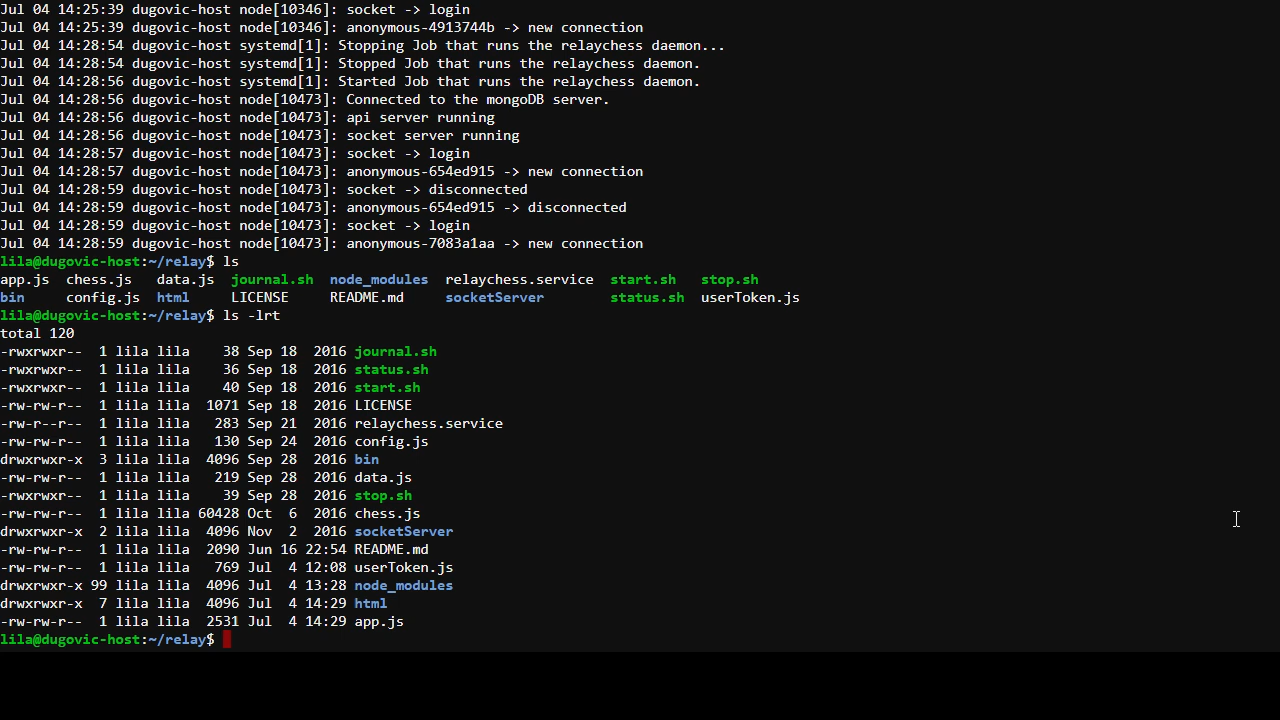 Jul 04 14:25:39 dugovic-host node[10346]: socket -> login
Jul 04 14:25:39 dugovic-host node[10346]: anonymous-4913744b -> new connection
Jul 04 14:28:54 dugovic-host systemd[1]: Stopping Job that runs the relaychess daemon...
Jul 04 14:28:54 dugovic-host systemd[1]: Stopped Job that runs the relaychess daemon.
Jul 04 14:28:56 dugovic-host systemd[1]: Started Job that runs the relaychess daemon.
Jul 04 14:28:56 dugovic-host node[10473]: Connected to the mongoDB server.
Jul 04 14:28:56 dugovic-host node[10473]: api server running
Jul 04 14:28:56 dugovic-host node[10473]: socket server running
Jul 04 14:28:57 dugovic-host node[10473]: socket -> login
Jul 04 14:28:57 dugovic-host node[10473]: anonymous-654ed915 -> new connection
Jul 04 14:28:59 dugovic-host node[10473]: socket -> disconnected
Jul 04 14:28:59 dugovic-host node[10473]: anonymous-654ed915 -> disconnected
Jul 04 14:28:59 dugovic-host node[10473]: socket -> login
Jul 04 14:28:59 dugovic-host node[10473]: anonymous-7083a1aa -> new connection
lila@dugovic-host:~/relay$ ls
app.js  chess.js   data.js  journal.sh  node_modules  relaychess.service  start.sh   stop.sh
bin     config.js  html     LICENSE     README.md     socketServer        status.sh  userToken.js
lila@dugovic-host:~/relay$ ls -lrt
total 120
-rwxrwxr--  1 lila lila    38 Sep 18  2016 journal.sh
-rwxrwxr--  1 lila lila    36 Sep 18  2016 status.sh
-rwxrwxr--  1 lila lila    40 Sep 18  2016 start.sh
-rw-rw-r--  1 lila lila  1071 Sep 18  2016 LICENSE
-rw-r--r--  1 lila lila   283 Sep 21  2016 relaychess.service
-rw-rw-r--  1 lila lila   130 Sep 24  2016 config.js
drwxrwxr-x  3 lila lila  4096 Sep 28  2016 bin
-rw-rw-r--  1 lila lila   219 Sep 28  2016 data.js
-rwxrwxr--  1 lila lila    39 Sep 28  2016 stop.sh
-rw-rw-r--  1 lila lila 60428 Oct  6  2016 chess.js
drwxrwxr-x  2 lila lila  4096 Nov  2  2016 socketServer
-rw-rw-r--  1 lila lila  2090 Jun 16 22:54 README.md
-rw-rw-r--  1 lila lila   769 Jul  4 12:08 userToken.js
drwxrwxr-x 99 lila lila  4096 Jul  4 13:28 node_modules
drwxrwxr-x  7 lila lila  4096 Jul  4 14:29 html
-rw-rw-r--  1 lila lila  2531 Jul  4 14:29 app.js
lila@dugovic-host:~/relay$